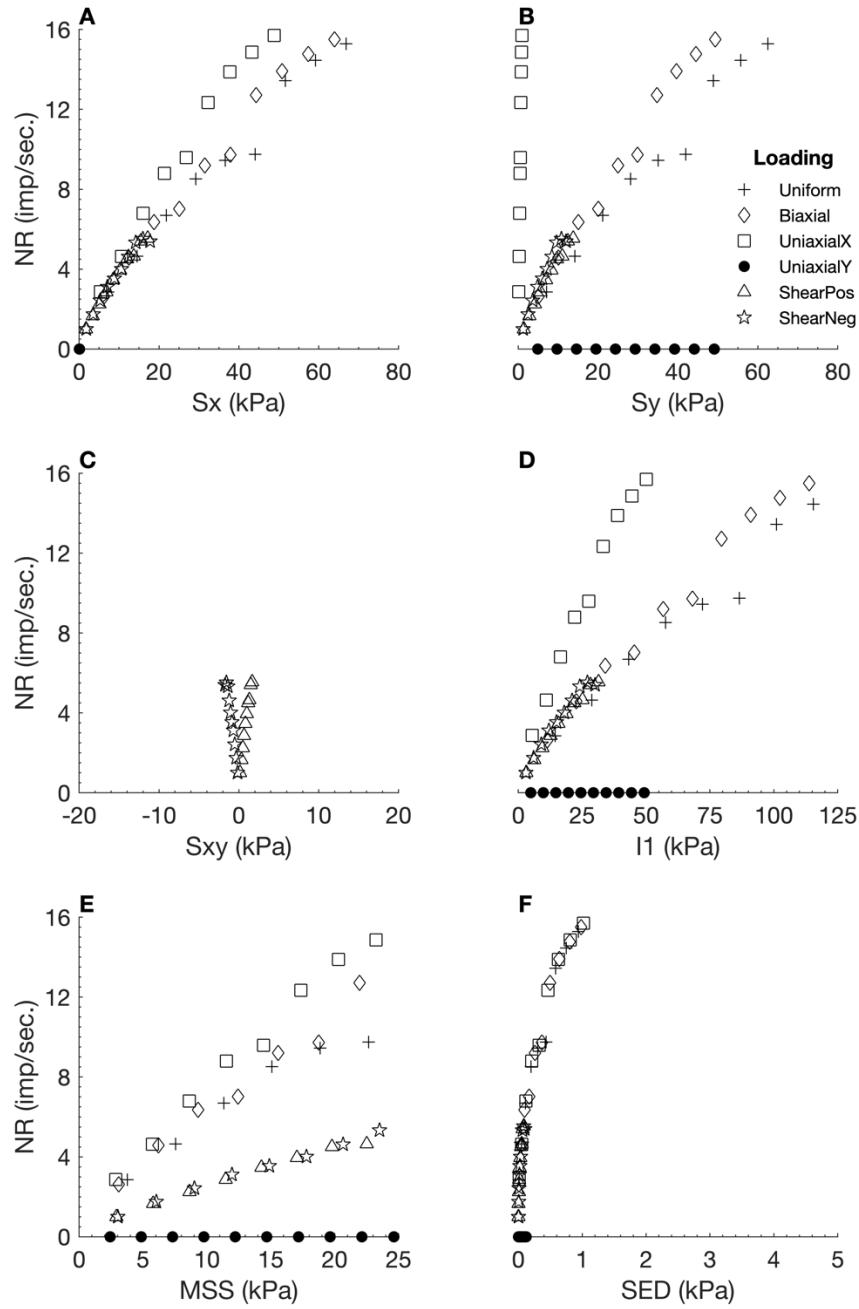 A
B
16
12
8
4
0
NR (imp/sec.)
0 20 40 60 80
Sx (kPa)
0 20 40 60 80
Sy (kPa)
Loading
Uniform
Biaxial
UniaxialX
UniaxialY
ShearPos
ShearNeg
C
D
16
12
8
4
0
NR (imp/sec.)
-20 -10 0 10 20
Sxy (kPa)
0 25 50 75 100 125
I1 (kPa)
E
F
16
12
8
4
0
NR (imp/sec.)
0 5 10 15 20 25
MSS (kPa)
0 1 2 3 4 5
SED (kPa)